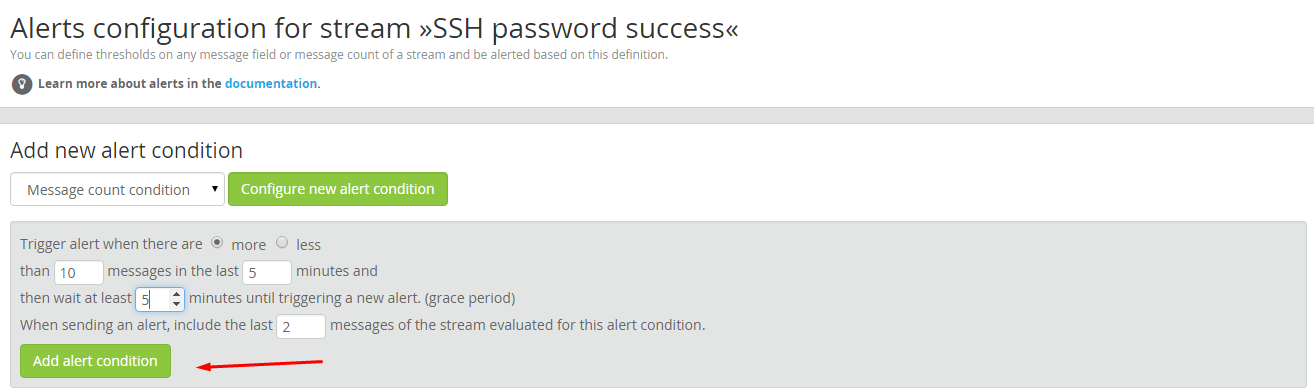 Alerts configuration for stream »SSH password success«
You can define thresholds on any message field or message count of a stream and be alerted based on this definition.
Learn more about alerts in the documentation.
Add new alert condition
Message count condition Configure new alert condition
Trigger alert when there are more less
than 10 messages in the last 5 minutes and
then wait at least 5 minutes until triggering a new alert. (grace period)
When sending an alert, include the last 2 messages of the stream evaluated for this alert condition.
Add alert condition